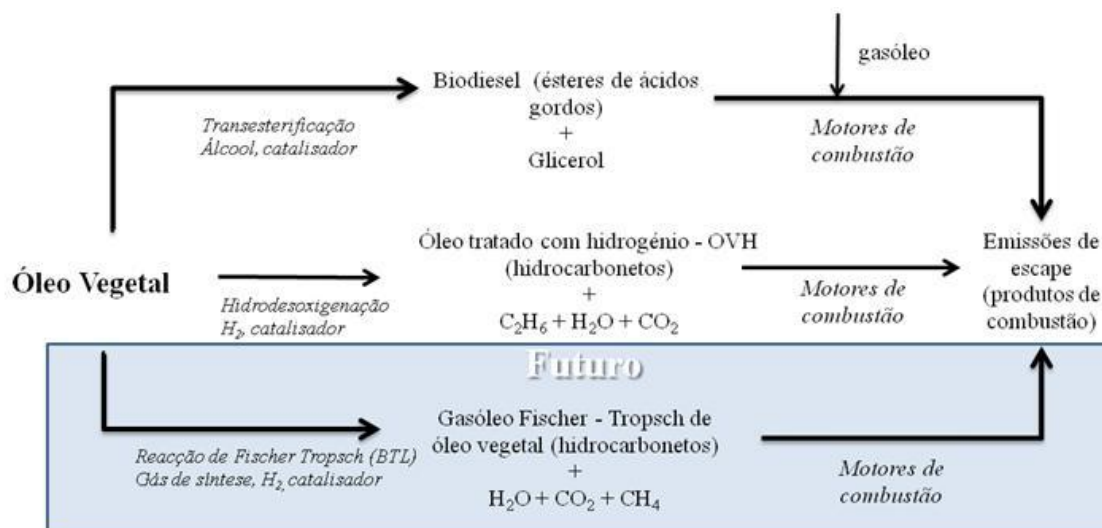 gasóleo
Biodiesel (ésteres de ácidos
gordos)
+
Glicerol
Transesterificação
Álcool, catalisador
Motores de
combustão
Óleo Vegetal
Hidrodesoxigenação
H₂, catalisador
Óleo tratado com hidrogénio - OVH
(hidrocarbonetos)
+
C₂H₆ + H₂O + CO₂
Motores de
combustão
Emissões de
escape
(produtos de
combustão)
Futuro
Reacção de Fischer Tropsch (BTL)
Gás de síntese, H₂, catalisador
Gasóleo Fischer - Tropsch de
óleo vegetal (hidrocarbonetos)
+
H₂O + CO₂ + CH₄
Motores de
combustão